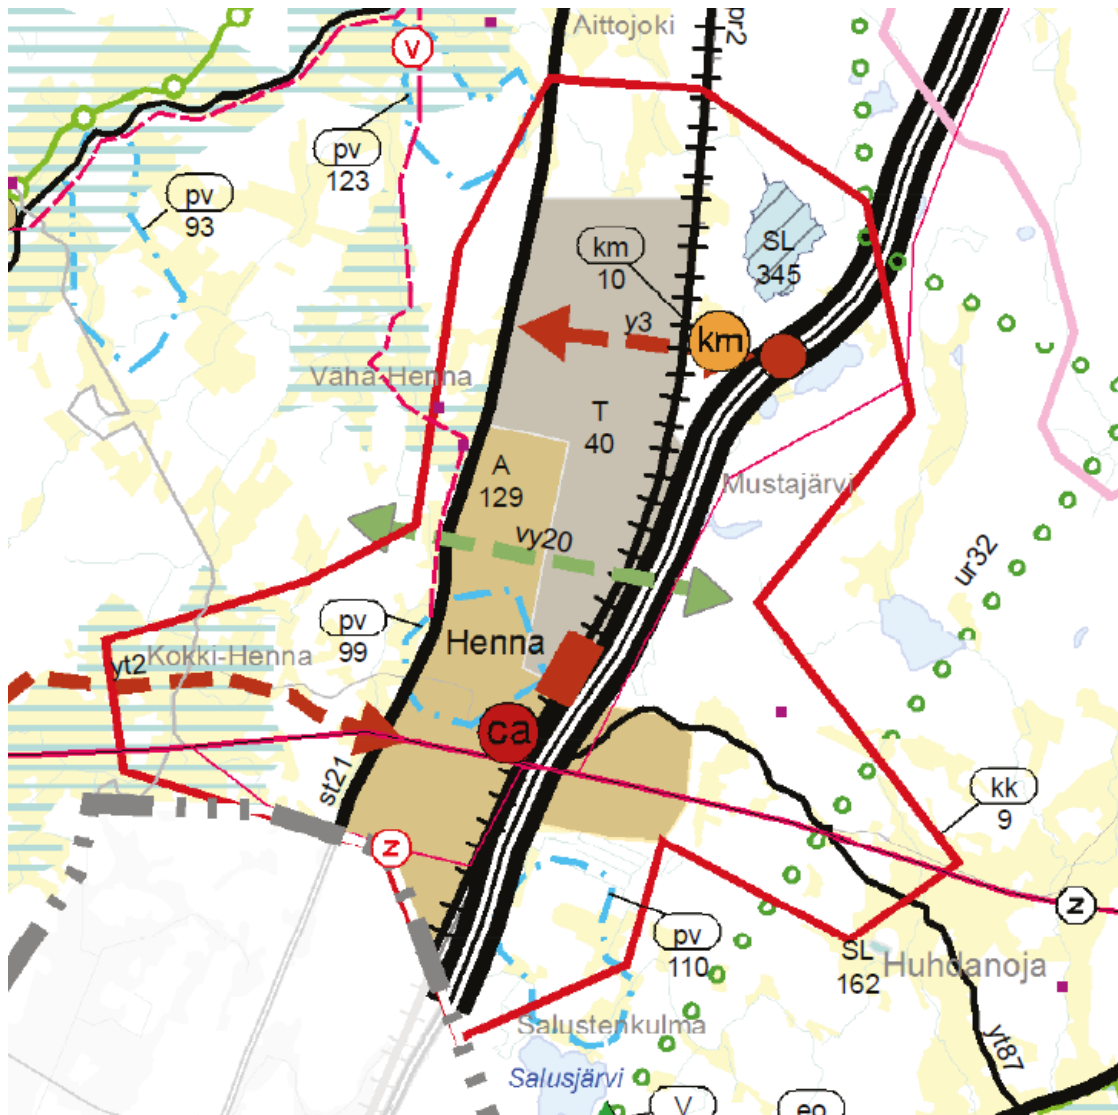 Aittojoki
pr2
v
pv
123
pv
93
km
10
SL
345
y3
km
Vähä-Henna
T
40
A
129
Mustajärvi
vy20
ur32
pv
99
Henna
yt2
Kokki-Henna
ca
st21
kk
9
z
z
pv
110
SL
162
Huhdanoja
Salustenkulma
yt87
Salusjärvi
V
eo